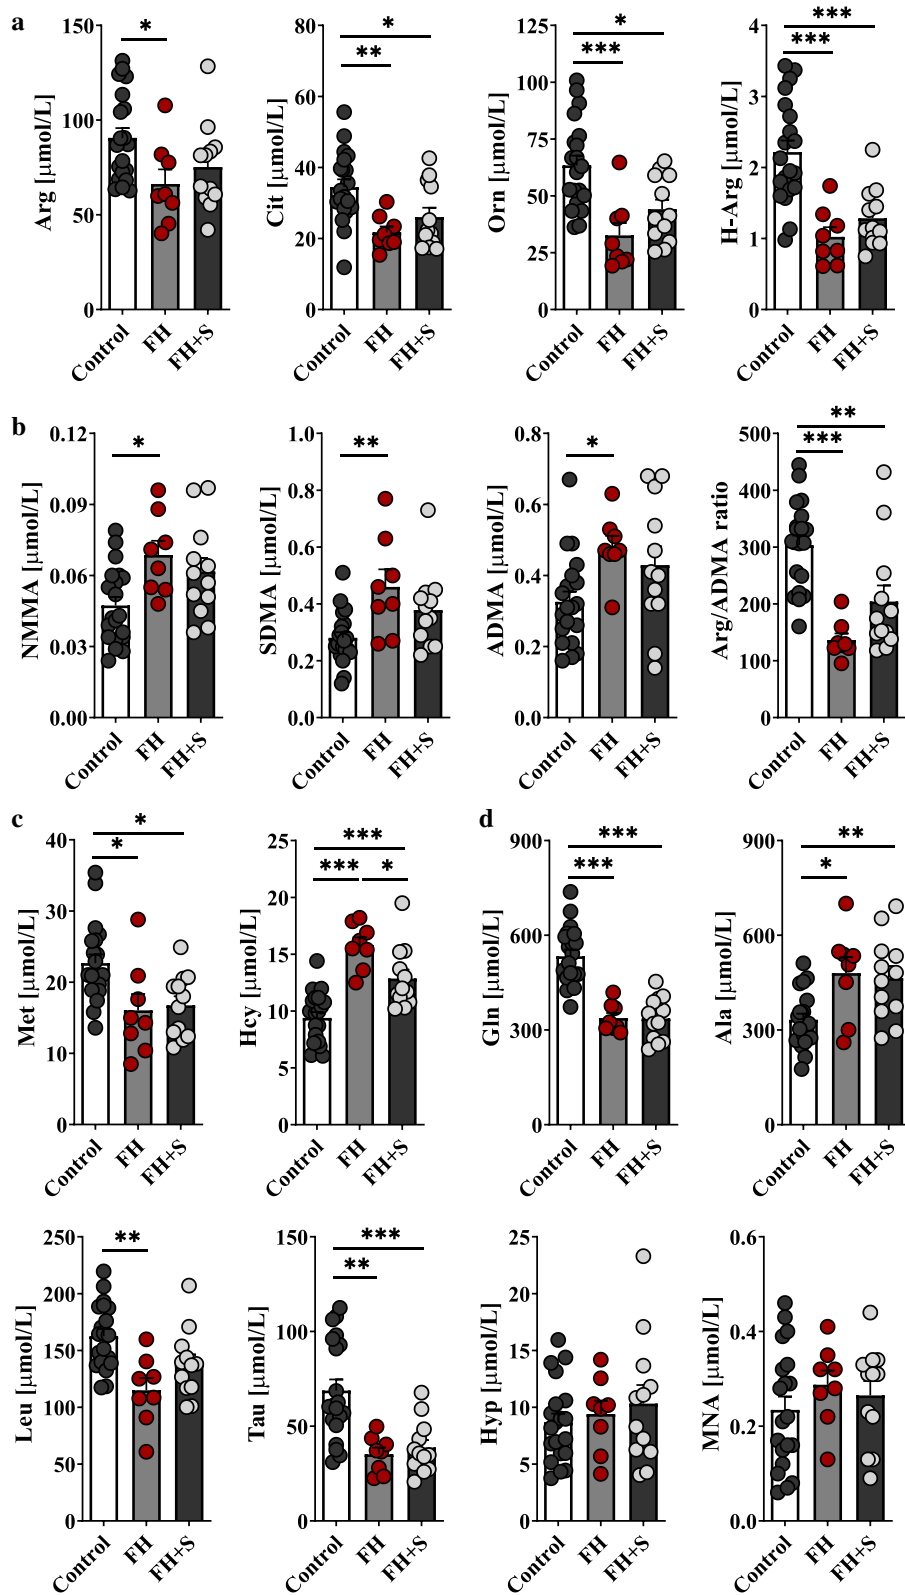 a
Arg [µmol/L]
150
100
50
0
*
Control
FH
FH+S
Cit [µmol/L]
80
60
40
20
0
*
**
Control
FH
FH+S
Orn [µmol/L]
125
100
75
50
25
0
*
***
Control
FH
FH+S
H-Arg [µmol/L]
4
3
2
1
0
***
***
Control
FH
FH+S
b
NMMA [µmol/L]
0.12
0.09
0.06
0.03
0.00
*
Control
FH
FH+S
SDMA [µmol/L]
1.0
0.8
0.6
0.4
0.2
0.0
**
Control
FH
FH+S
ADMA [µmol/L]
0.8
0.6
0.4
0.2
0.0
*
Control
FH
FH+S
Arg/ADMA ratio
500
400
300
200
100
0
**
***
Control
FH
FH+S
c
Met [µmol/L]
40
30
20
10
0
*
*
Control
FH
FH+S
Hcy [µmol/L]
25
20
15
10
5
0
***
***
*
Control
FH
FH+S
d
Gln [µmol/L]
900
600
300
0
***
***
Control
FH
FH+S
Ala [µmol/L]
900
600
300
0
**
*
Control
FH
FH+S
Leu [µmol/L]
250
200
150
100
50
0
**
Control
FH
FH+S
Tau [µmol/L]
150
100
50
0
***
**
Control
FH
FH+S
Hyp [µmol/L]
25
20
15
10
5
0
Control
FH
FH+S
MNA [µmol/L]
0.6
0.4
0.2
0.0
Control
FH
FH+S